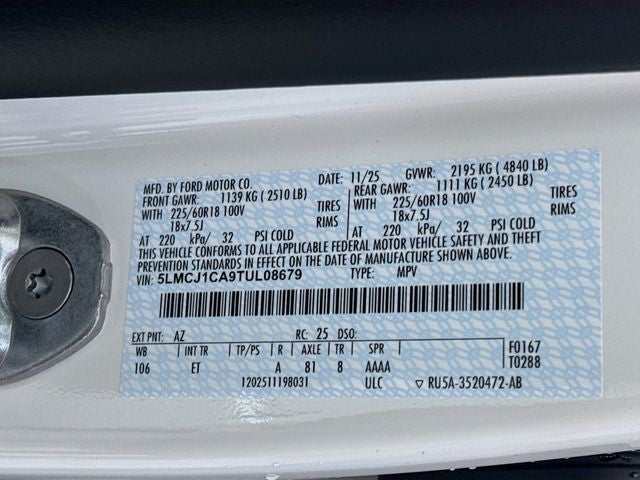 MFD. BY FORD MOTOR CO. DATE: 11/25 GVWR: 2195 KG ( 4840 LB)
FRONT GAWR: 1139 KG ( 2510 LB) REAR GAWR: 1111 KG ( 2450 LB)
WITH 225/60R18 100V TIRES WITH 225/60R18 100V TIRES
18x7.5J RIMS 18x7.5J RIMS
AT 220 kPa/ 32 PSI COLD AT 220 kPa/ 32 PSI COLD
THIS VEHICLE CONFORMS TO ALL APPLICABLE FEDERAL MOTOR VEHICLE SAFETY AND THEFT
PREVENTION STANDARDS IN EFFECT ON THE DATE OF MANUFACTURE SHOWN ABOVE.
VIN: 5LMCJ1CA9TUL08679 TYPE: MPV
EXT PNT: AZ RC: 25 DSO:
WB INT TR TP/PS R AXLE TR SPR F0167
106 ET A 81 8 AAAA T0288
1202511198031 ULC ▽ RU5A-3520472-AB